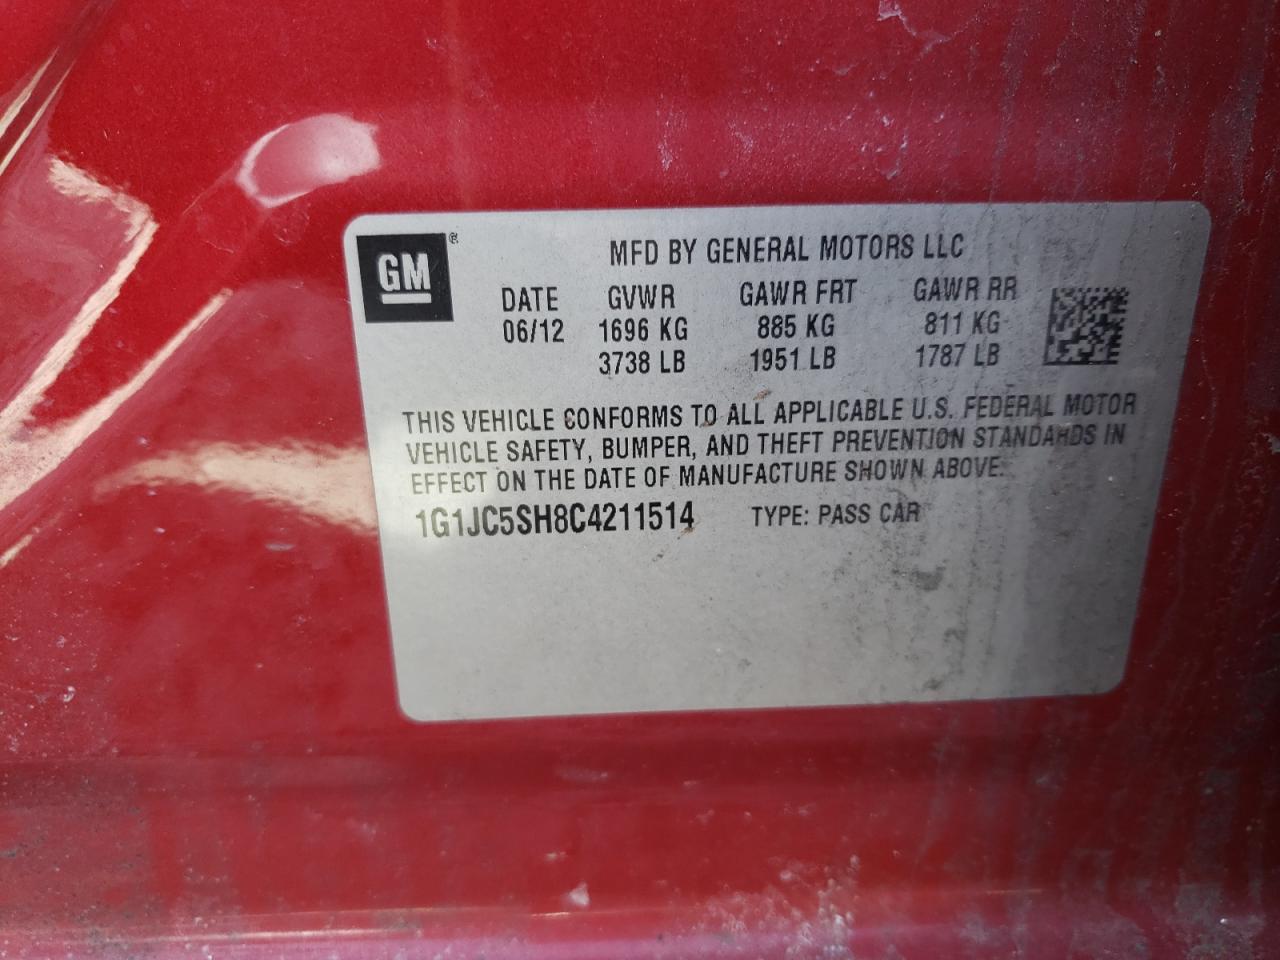 GM ®
MFD BY GENERAL MOTORS LLC
DATE GVWR GAWR FRT GAWR RR
06/12 1696 KG 885 KG 811 KG
3738 LB 1951 LB 1787 LB
THIS VEHICLE CONFORMS TO ALL APPLICABLE U.S. FEDERAL MOTOR
VEHICLE SAFETY, BUMPER, AND THEFT PREVENTION STANDARDS IN
EFFECT ON THE DATE OF MANUFACTURE SHOWN ABOVE.
1G1JC5SH8C4211514 TYPE: PASS CAR